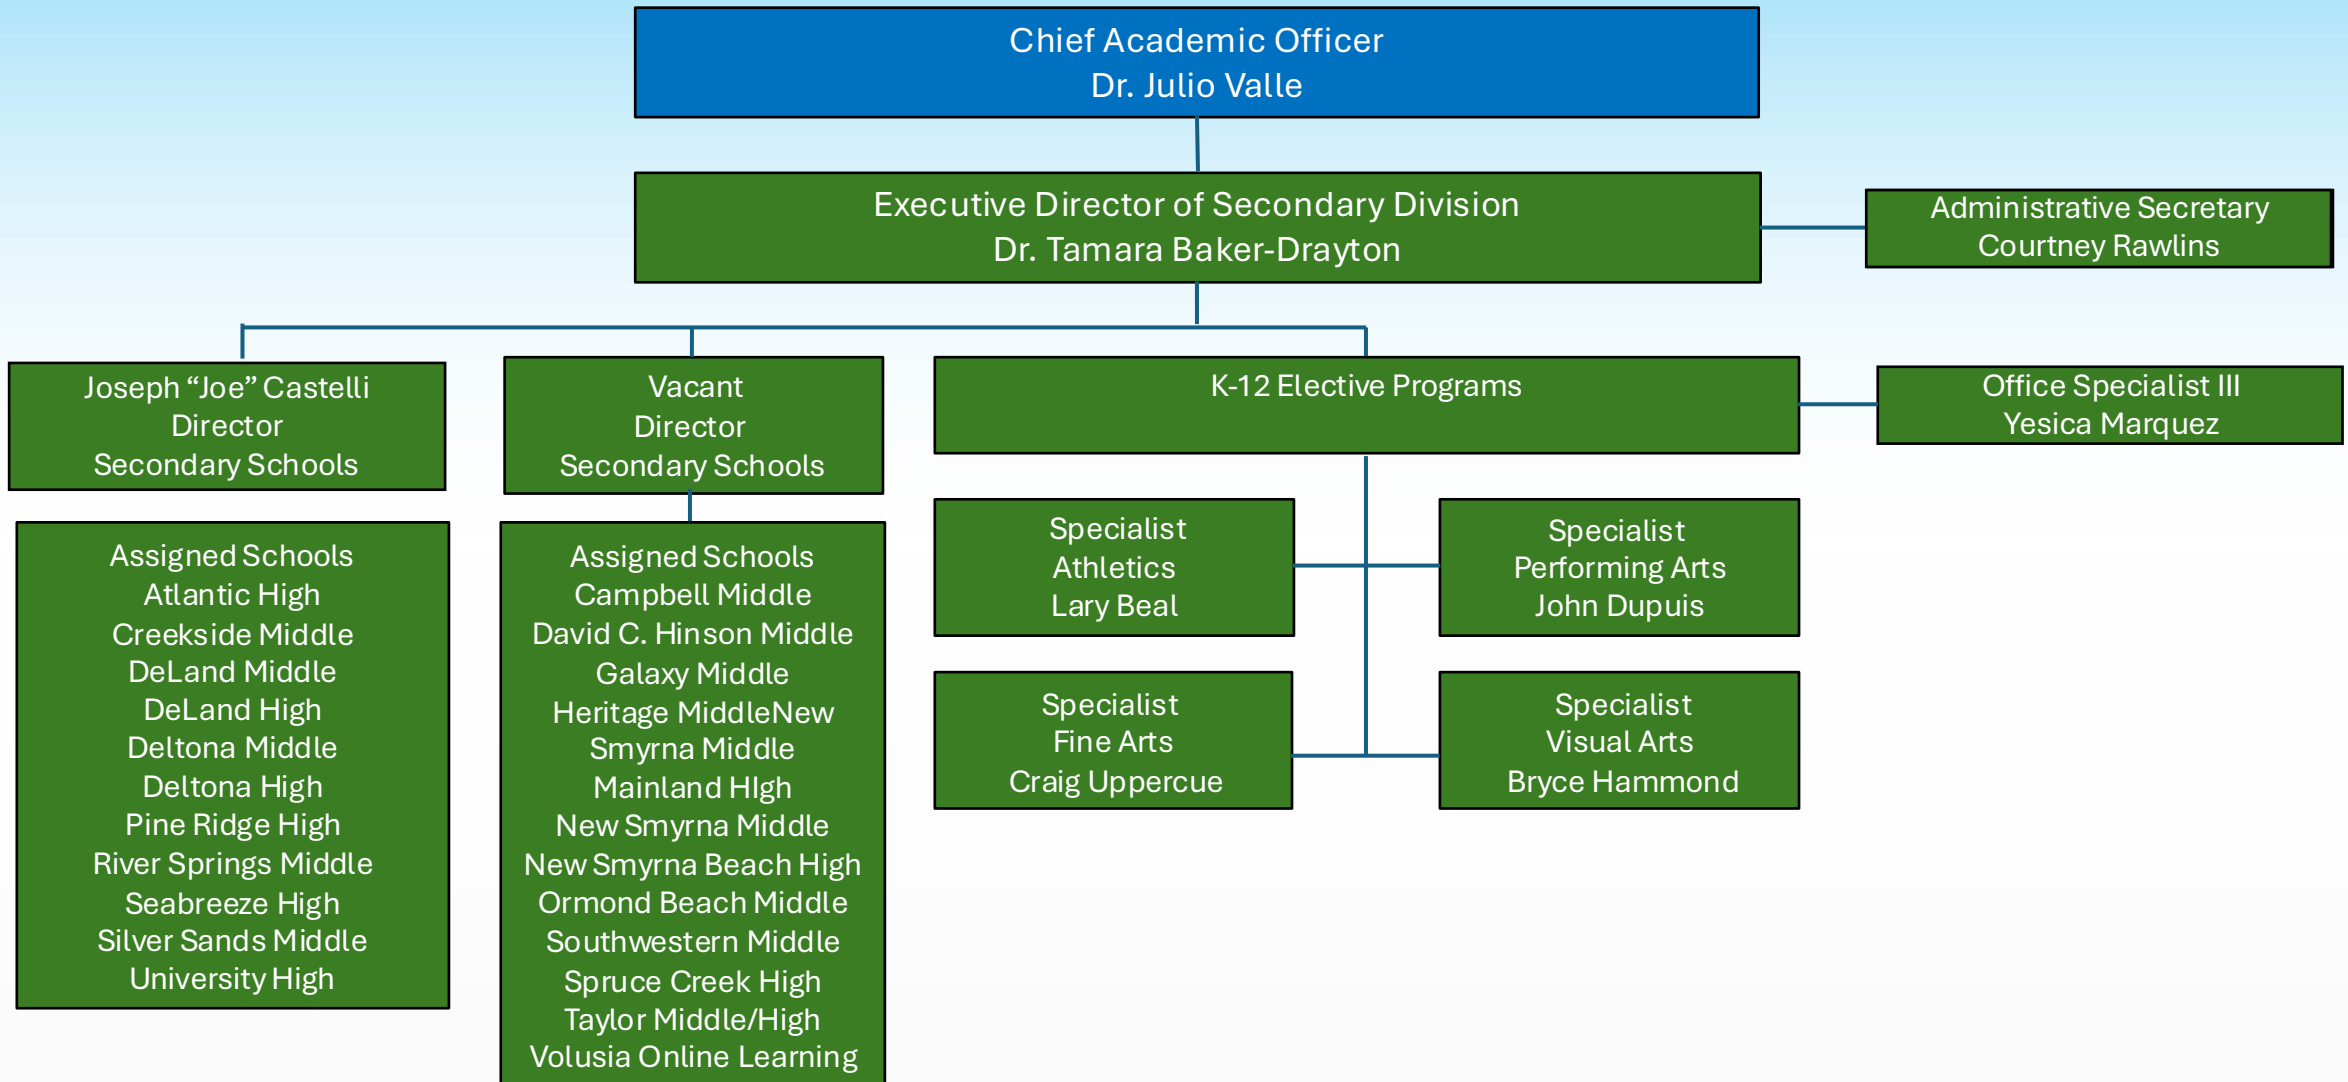 Chief Academic Officer
Dr. Julio Valle
Executive Director of Secondary Division
Dr. Tamara Baker-Drayton
Administrative Secretary
Courtney Rawlins
Joseph “Joe” Castelli
Director
Secondary Schools
Vacant
Director
Secondary Schools
K-12 Elective Programs
Office Specialist III
Yesica Marquez
Assigned Schools
Atlantic High
Creekside Middle
DeLand Middle
DeLand High
Deltona Middle
Deltona High
Pine Ridge High
River Springs Middle
Seabreeze High
Silver Sands Middle
University High
Assigned Schools
Campbell Middle
David C. Hinson Middle
Galaxy Middle
Heritage MiddleNew
Smyrna Middle
Mainland HIgh
New Smyrna Middle
New Smyrna Beach High
Ormond Beach Middle
Southwestern Middle
Spruce Creek High
Taylor Middle/High
Volusia Online Learning
Specialist
Athletics
Lary Beal
Specialist
Performing Arts
John Dupuis
Specialist
Fine Arts
Craig Uppercue
Specialist
Visual Arts
Bryce Hammond